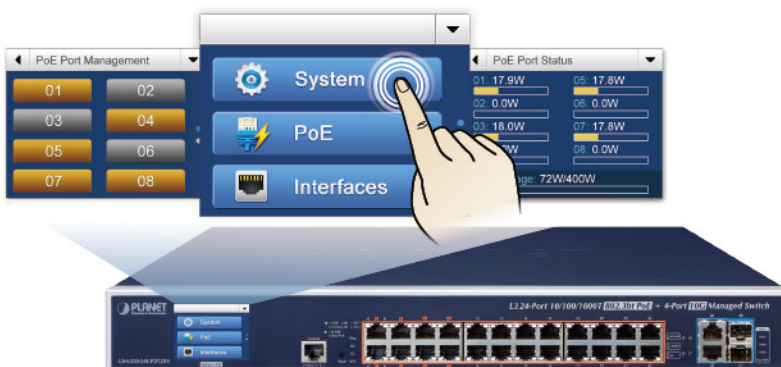 PoE Port Management
01 02
03 04
05 06
07 08
System
PoE
Interfaces
PoE Port Status
01: 17.9W 05: 17.8W
02: 0.0W 06: 0.0W
03: 18.0W 07: 17.8W
08: 0.0W
72W/400W
PLANET
L3 24-Port 10/100/1000T 802.3bt PoE + 4-Port 10G Managed Switch
System
PoE
Interfaces